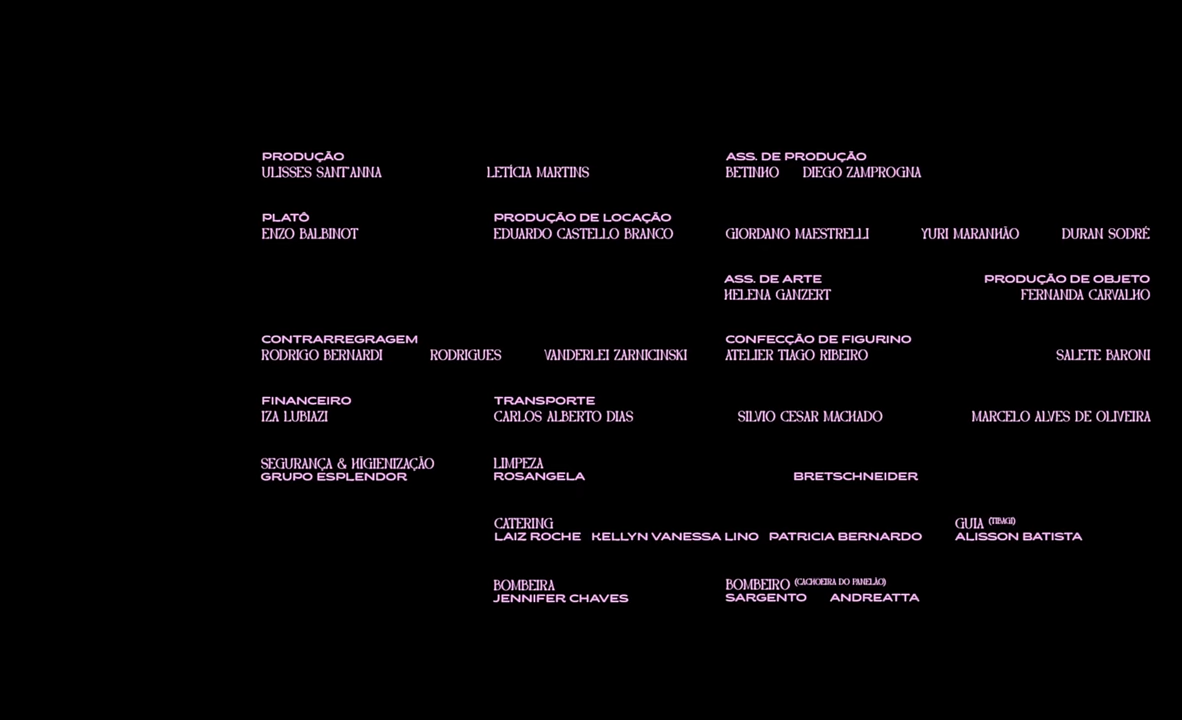 PRODUÇÃO ASS. DE PRODUÇÃO
ULISSES SANT'ANNA LETÍCIA MARTINS BETINHO DIEGO ZAMPROGNA
PLATÔ PRODUÇÃO DE LOCAÇÃO
ENZO BALBINOT EDUARDO CASTELLO BRANCO GIORDANO MAESTRELLI YURI MARANHÃO DURAN SODRÉ
ASS. DE ARTE PRODUÇÃO DE OBJETO
HELENA GANZERT FERNANDA CARVALHO
CONTRARREGRAGEM CONFECÇÃO DE FIGURINO
RODRIGO BERNARDI RODRIGUES VANDERLEI ZARNICINSKI ATELIER TIAGO RIBEIRO SALETE BARONI
FINANCEIRO TRANSPORTE
IZA LUBIAZI CARLOS ALBERTO DIAS SILVIO CESAR MACHADO MARCELO ALVES DE OLIVEIRA
SEGURANÇA & HIGIENIZAÇÃO LIMPEZA
GRUPO ESPLENDOR ROSANGELA BRETSCHNEIDER
CATERING GUIA (TIBAGI)
LAIZ ROCHE KELLYN VANESSA LINO PATRICIA BERNARDO ALISSON BATISTA
BOMBEIRA BOMBEIRO (CACHOEIRA DO PANELÃO)
JENNIFER CHAVES SARGENTO ANDREATTA